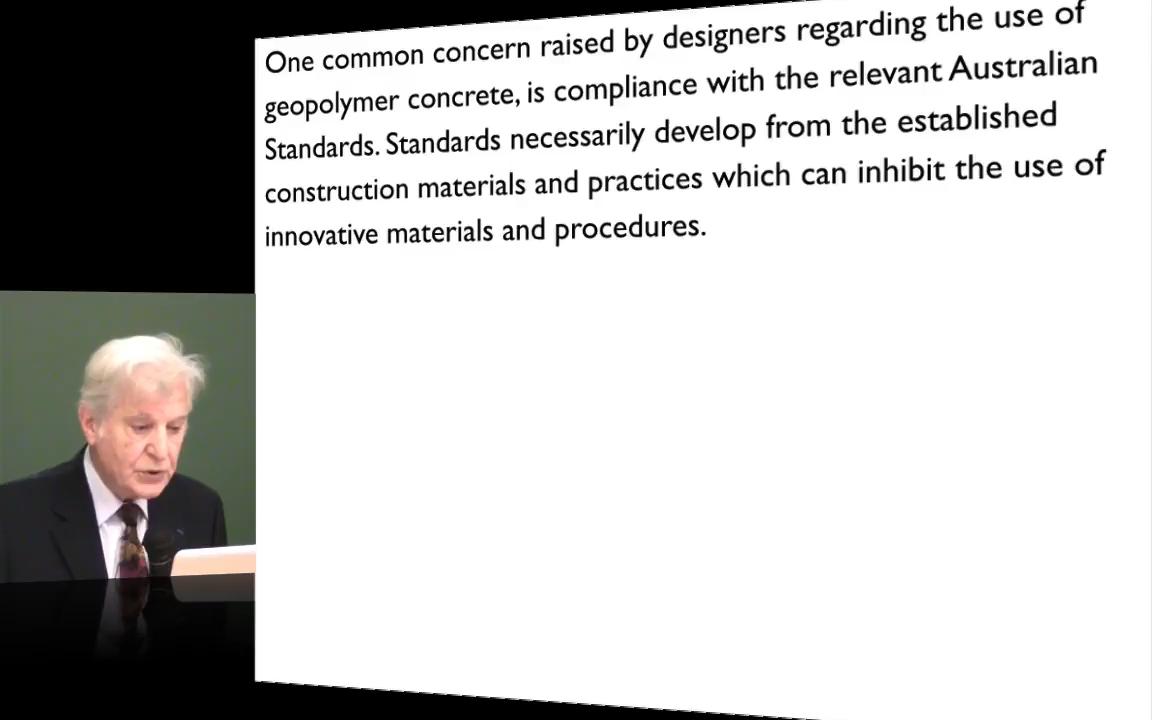 One common concern raised by designers regarding the use of
geopolymer concrete, is compliance with the relevant Australian
Standards. Standards necessarily develop from the established
construction materials and practices which can inhibit the use of
innovative materials and procedures.